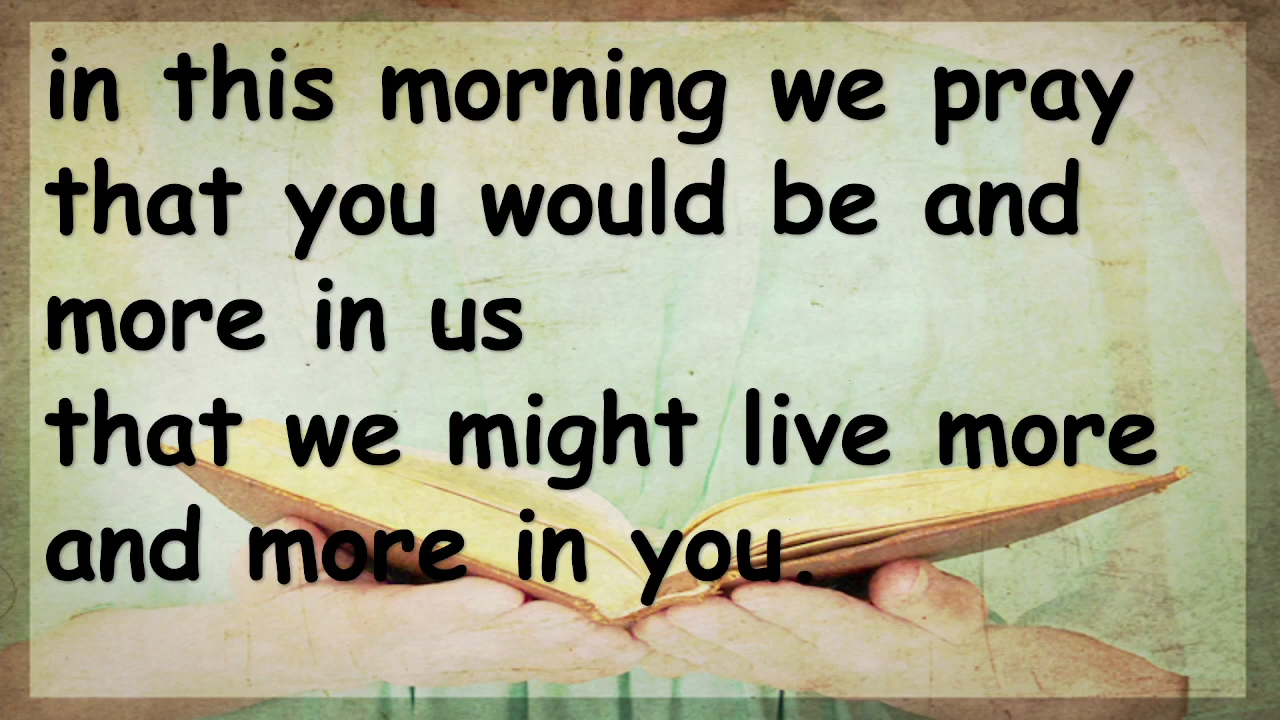 in this morning we pray
that you would be and
more in us
that we might live more
and more in you.